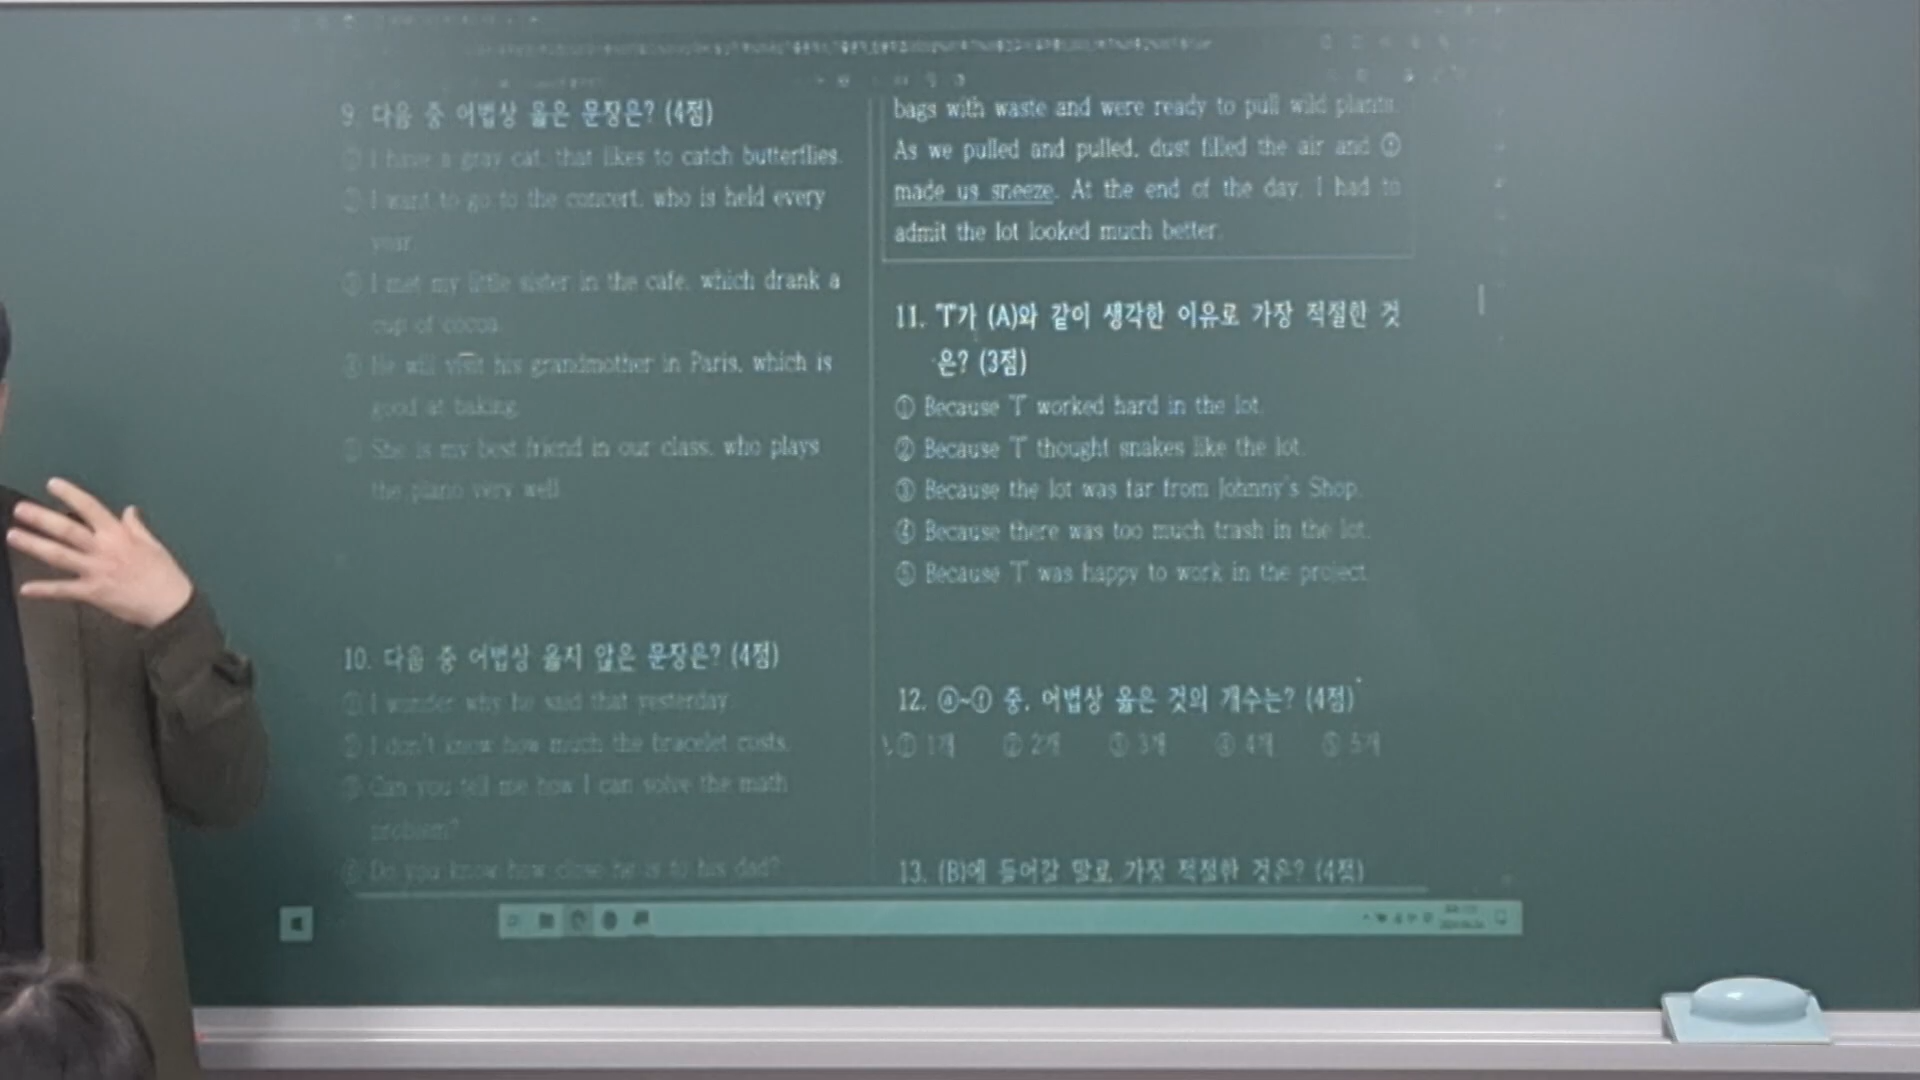 9. 다음 중 어법상 옳은 문장은? (4점)
① I have a gray cat, that likes to catch butterflies.
② I want to go to the concert, who is held every
year.
③ I met my little sister in the cafe, which drank a
cup of cocoa.
④ He will visit his grandmother in Paris, which is
good at baking.
⑤ She is my best friend in our class, who plays
the piano very well.
10. 다음 중 어법상 옳지 않은 문장은? (4점)
① I wonder why he said that yesterday.
② I don't know how much the bracelet costs.
③ Can you tell me how I can solve the math
problem?
④ Do you know how close he is to his dad?
bags with waste and were ready to pull wild plants.
As we pulled and pulled, dust filled the air and ⓕ
made us sneeze. At the end of the day, I had to
admit the lot looked much better.
11. "I"가 (A)와 같이 생각한 이유로 가장 적절한 것
은? (3점)
① Because "I" worked hard in the lot.
② Because "I" thought snakes like the lot.
③ Because the lot was far from Johnny's Shop.
④ Because there was too much trash in the lot.
⑤ Because "I" was happy to work in the project.
12. ⓐ~ⓕ 중, 어법상 옳은 것의 개수는? (4점)
① 1개 ② 2개 ③ 3개 ④ 4개 ⑤ 5개
13. (B)에 들어갈 말로 가장 적절한 것은? (4점)